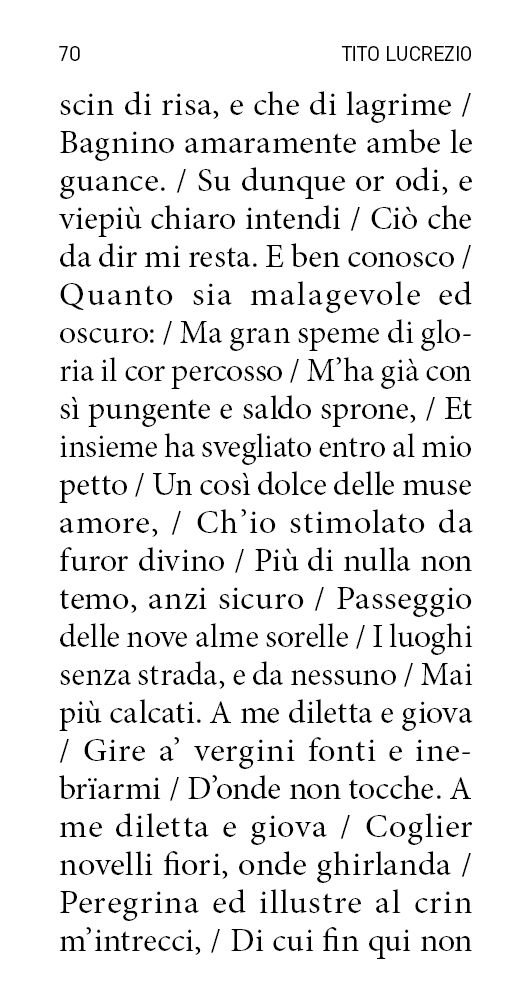 70 TITO LUCREZIO
scin di risa, e che di lagrime /
Bagnino amaramente ambe le
guance. / Su dunque or odi, e
viepiù chiaro intendi / Ciò che
da dir mi resta. E ben conosco /
Quanto sia malagevole ed
oscuro: / Ma gran speme di glo-
ria il cor percosso / M’ha già con
sì pungente e saldo sprone, / Et
insieme ha svegliato entro al mio
petto / Un così dolce delle muse
amore, / Ch’io stimolato da
furor divino / Più di nulla non
temo, anzi sicuro / Passeggio
delle nove alme sorelle / I luoghi
senza strada, e da nessuno / Mai
più calcati. A me diletta e giova
/ Gire a’ vergini fonti e ine-
brïarmi / D’onde non tocche. A
me diletta e giova / Coglier
novelli fiori, onde ghirlanda /
Peregrina ed illustre al crin
m’intrecci, / Di cui fin qui non